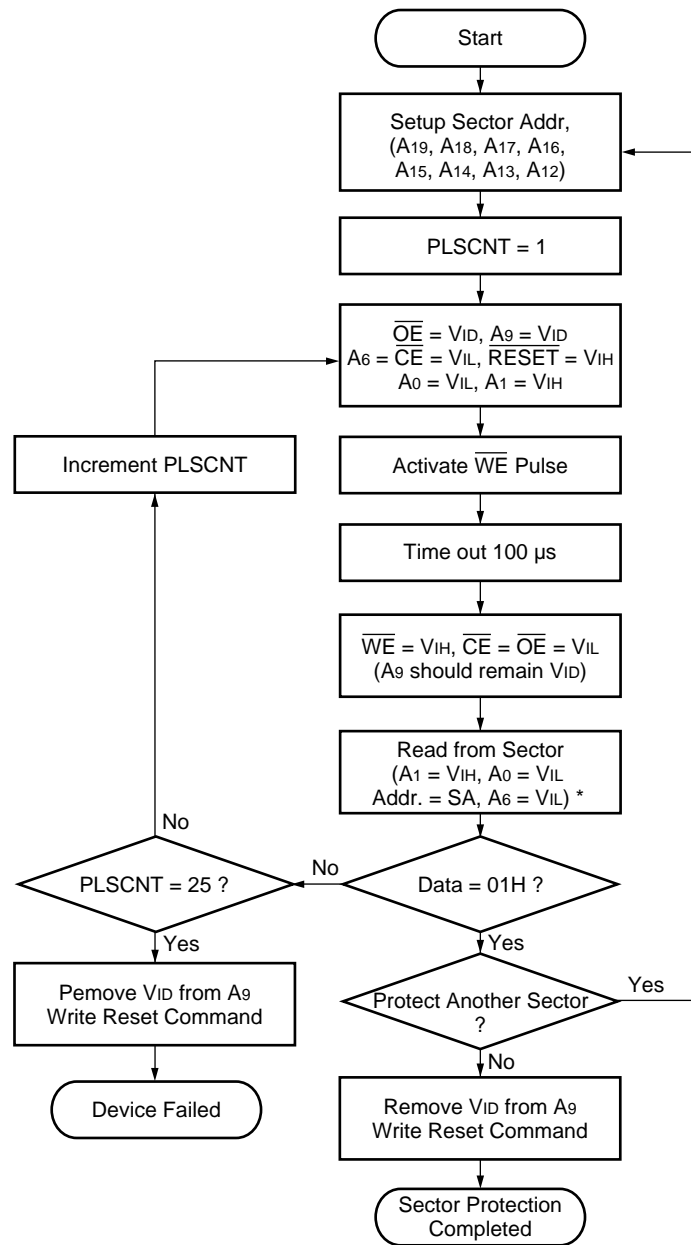 Start
Setup Sector Addr,
(A19, A18, A17, A16,
A15, A14, A13, A12)
PLSCNT = 1
OE = VID, A9 = VID
A6 = CE = VIL, RESET = VIH
A0 = VIL, A1 = VIH
Increment PLSCNT
Activate WE Pulse
Time out 100 µs
WE = VIH, CE = OE = VIL
(A9 should remain VID)
Read from Sector
(A1 = VIH, A0 = VIL
Addr. = SA, A6 = VIL) *
No
PLSCNT = 25 ?
No
Data = 01H ?
Yes
Yes
Pemove VID from A9
Write Reset Command
Protect Another Sector
?
Yes
No
Device Failed
Remove VID from A9
Write Reset Command
Sector Protection
Completed